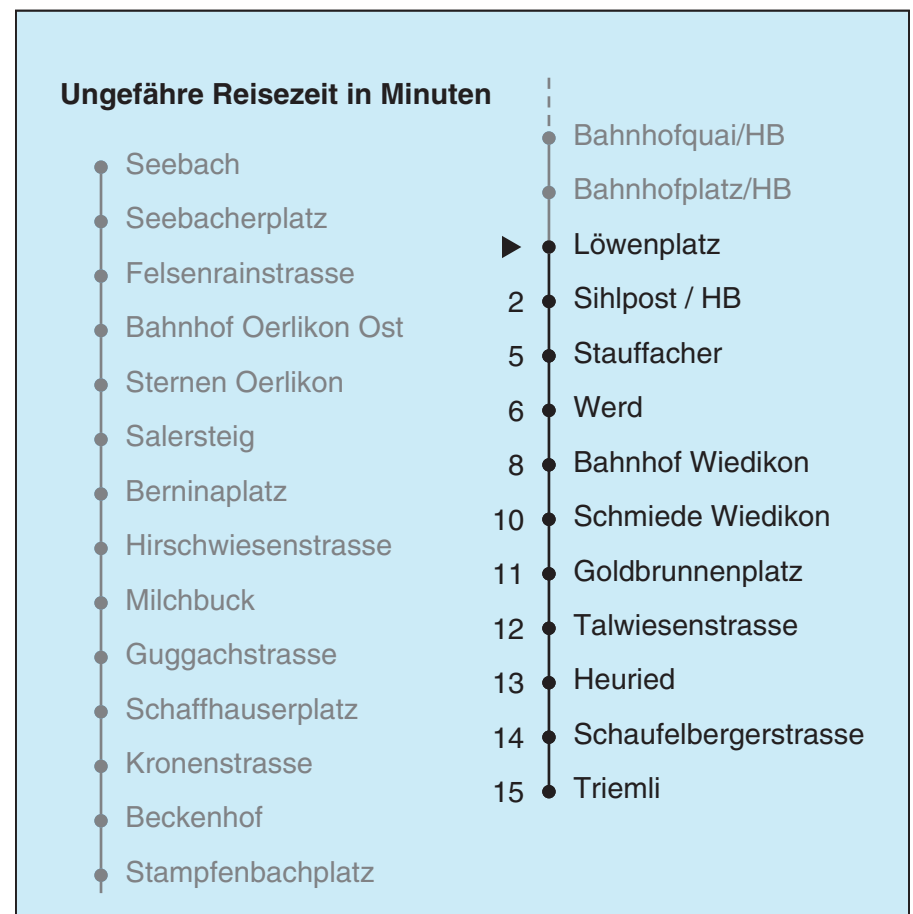 Ungefähre Reisezeit in Minuten
Seebach
Seebacherplatz
Felsenrainstrasse
Bahnhof Oerlikon Ost
Sternen Oerlikon
Salersteig
Berninaplatz
Hirschwiesenstrasse
Milchbuck
Guggachstrasse
Schaffhauserplatz
Kronenstrasse
Beckenhof
Stampfenbachplatz
Bahnhofquai/HB
Bahnhofplatz/HB
Löwenplatz
2 Sihlpost / HB
5 Stauffacher
6 Werd
8 Bahnhof Wiedikon
10 Schmiede Wiedikon
11 Goldbrunnenplatz
12 Talwiesenstrasse
13 Heuried
14 Schaufelbergerstrasse
15 Triemli